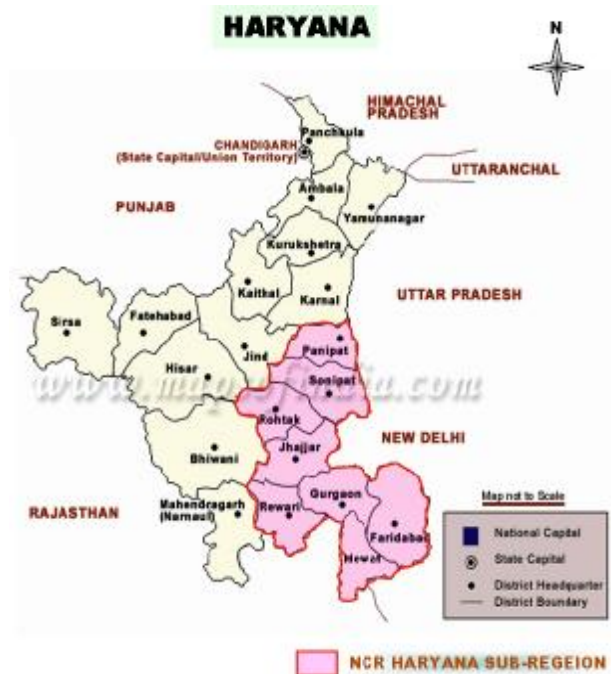 HARYANA
N
HIMACHAL
PRADESH
Panchkula
CHANDIGARH
(State Capital/Union Territory)
UTTARANCHAL
Ambala
PUNJAB
Yamunanagar
Kurukshetra
Kaithal
Karnal
UTTAR PRADESH
Sirsa
Fatehabad
Jind
Panipat
Hisar
www.mapsofindia.com
Sonipat
Rohtak
NEW DELHI
Jhajjar
Bhiwani
Gurgaon
Map not to Scale
RAJASTHAN
Mahendragarh
(Narnaul)
Rewari
Faridabad
Mewat
National Capital
State Capital
District Headquarter
District Boundary
NCR HARYANA SUB-REGEION